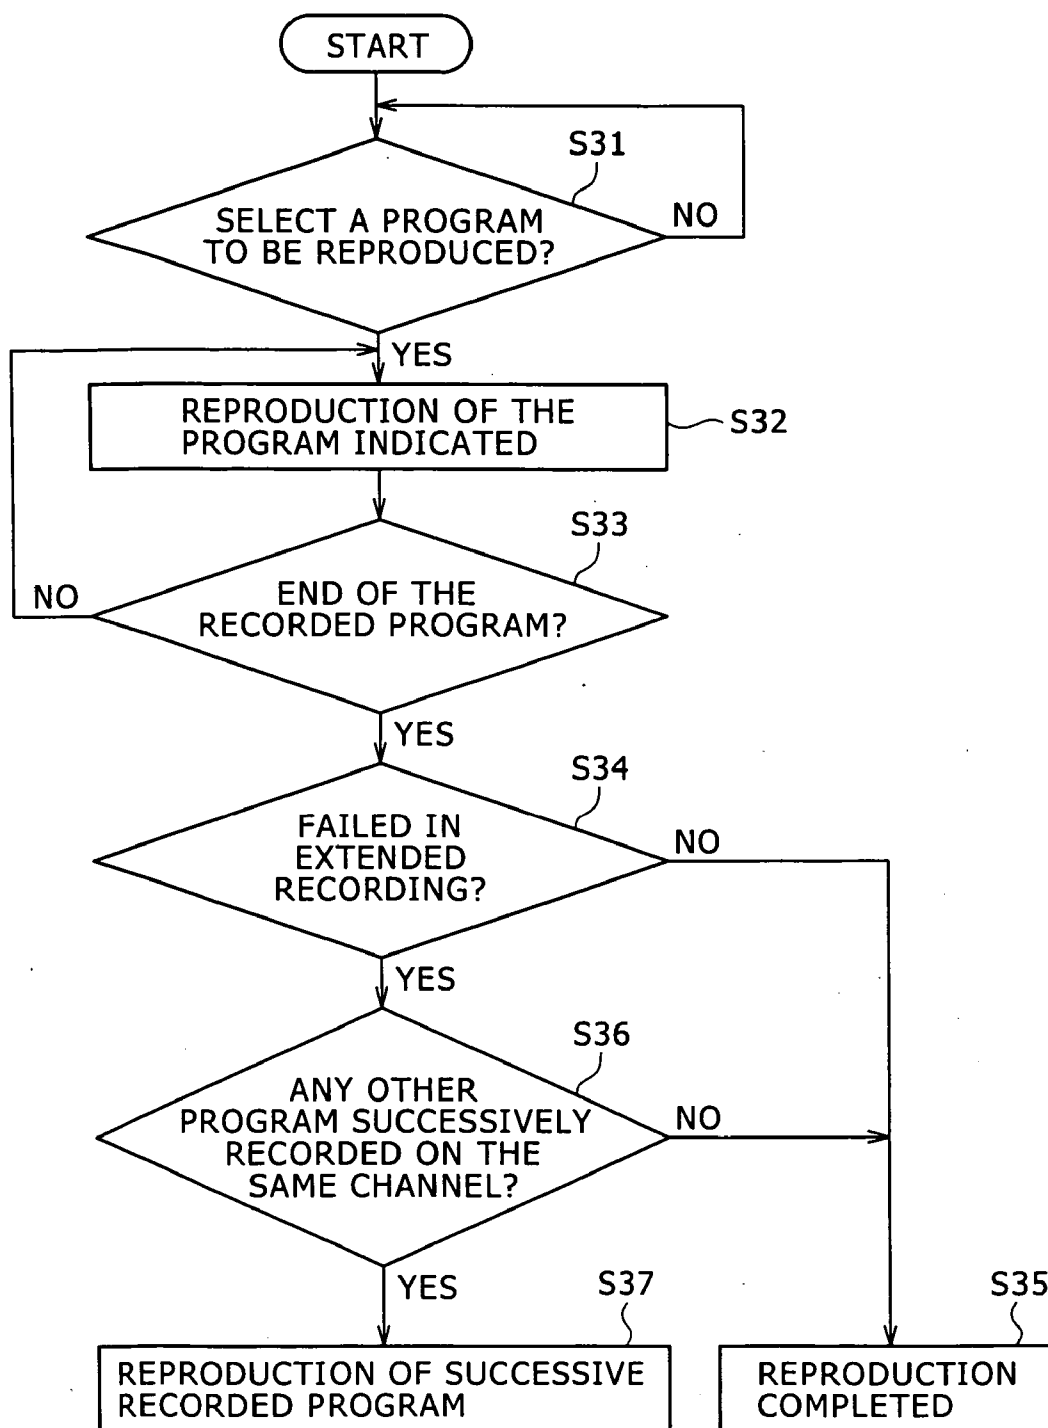 START
S31
SELECT A PROGRAM
TO BE REPRODUCED?
NO
YES
REPRODUCTION OF THE
PROGRAM INDICATED
S32
S33
END OF THE
RECORDED PROGRAM?
NO
YES
S34
FAILED IN
EXTENDED
RECORDING?
NO
YES
S36
ANY OTHER
PROGRAM SUCCESSIVELY
RECORDED ON THE
SAME CHANNEL?
NO
YES
S37
S35
REPRODUCTION OF SUCCESSIVE
RECORDED PROGRAM
REPRODUCTION
COMPLETED